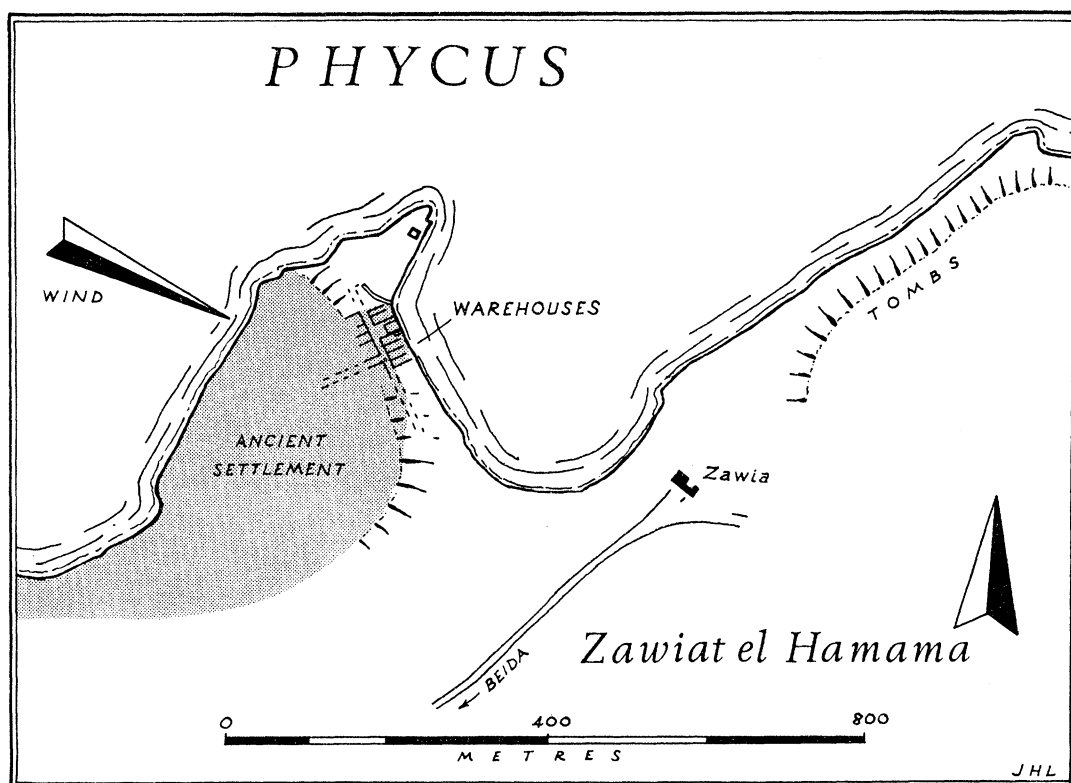 PHYCUS
WIND
WAREHOUSES
TOMBS
ANCIENT
SETTLEMENT
Zawia
Zawiat el Hamama
BEIDA
0 400 800
METRES
JHL